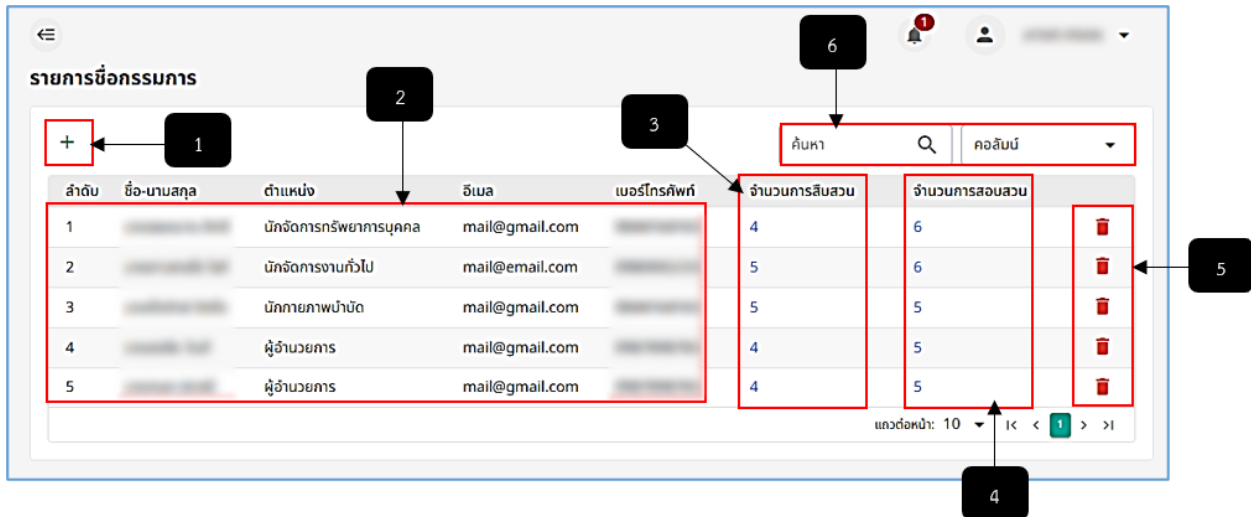 1
6
รายการชื่อกรรมการ
2
3
+
1
ค้นหา
คอลัมน์
ลำดับ ชื่อ-นามสกุล ตำแหน่ง อีเมล เบอร์โทรศัพท์ จำนวนการสืบสวน จำนวนการสอบสวน
1 นักจัดการทรัพยาการบุคคล mail@gmail.com 4 6
2 นักจัดการงานทั่วไป mail@email.com 5 6
5
3 นักกายภาพบำบัด mail@gmail.com 5 5
4 ผู้อำนวยการ mail@gmail.com 4 5
5 ผู้อำนวยการ mail@gmail.com 4 5
แถวต่อหน้า: 10 |< < 1 > >|
4